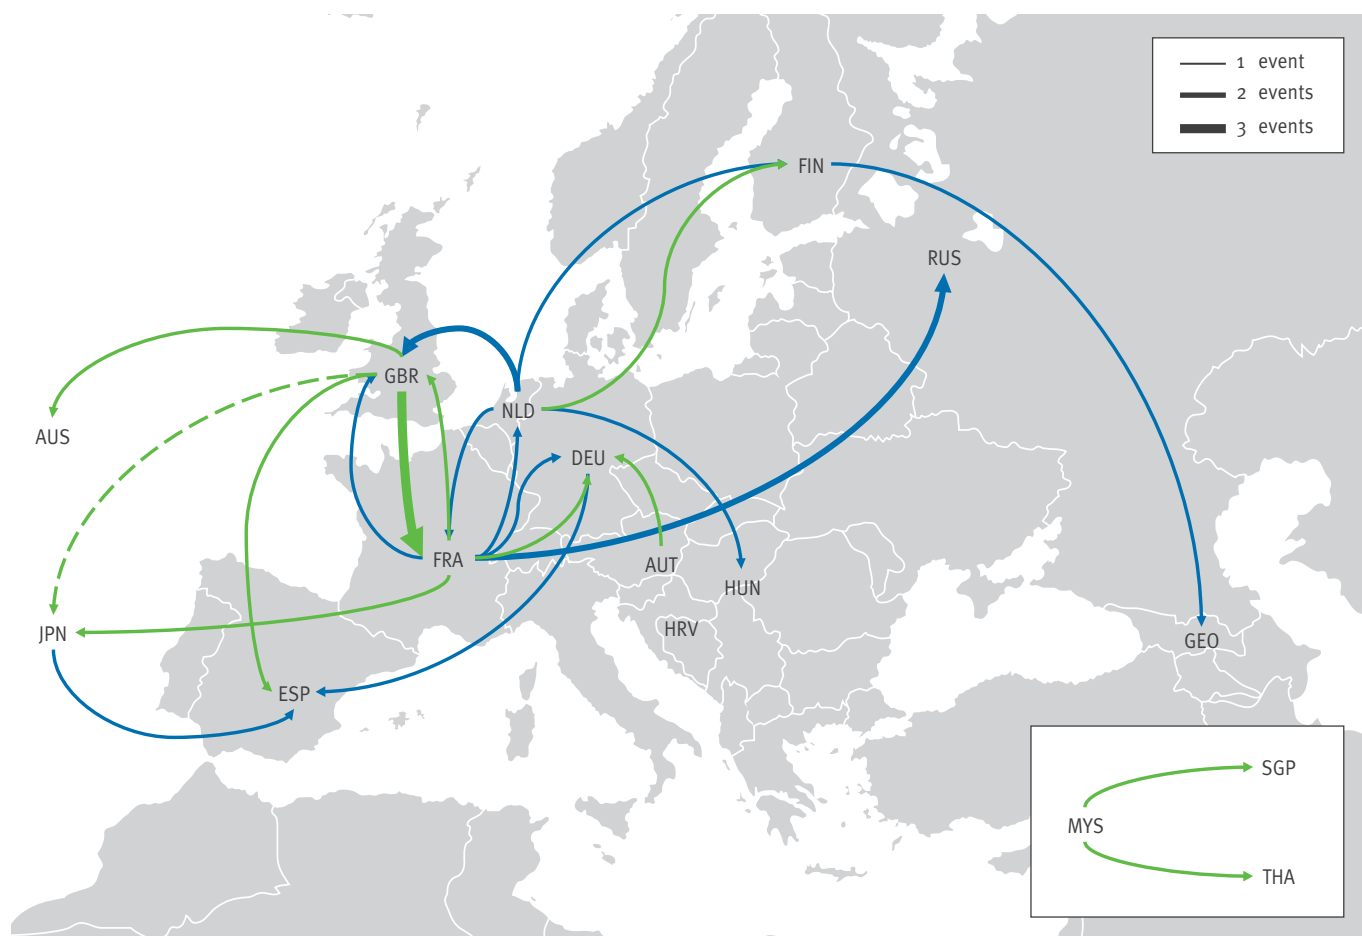 1 event
2 events
3 events
FIN
RUS
GBR
NLD
AUS
DEU
FRA
AUT
HUN
JPN
HRV
GEO
ESP
SGP
MYS
THA